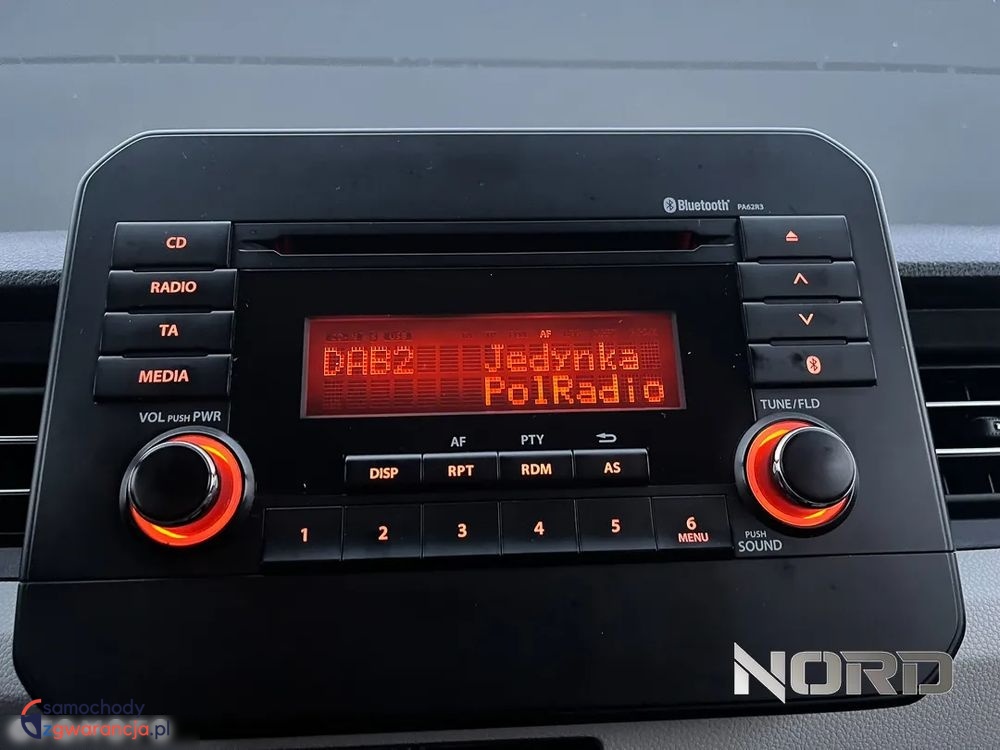 Bluetooth® PA62R3
CD
RADIO
TA
MEDIA
VOL PUSH PWR
AF
DAB2 Jedynka
PolRadio
TUNE/FLD
AF PTY
DISP RPT RDM AS
1 2 3 4 5 6
MENU
PUSH
SOUND
NORD
samochody
zgwarancja.pl